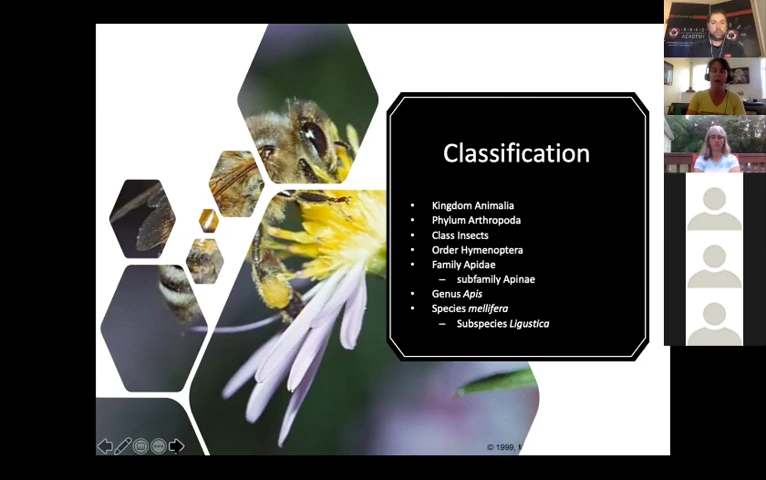 Classification
• Kingdom Animalia
• Phylum Arthropoda
• Class Insects
• Order Hymenoptera
• Family Apidae
– subfamily Apinae
• Genus Apis
• Species mellifera
– Subspecies Ligustica
© 1999,
ACADEMY